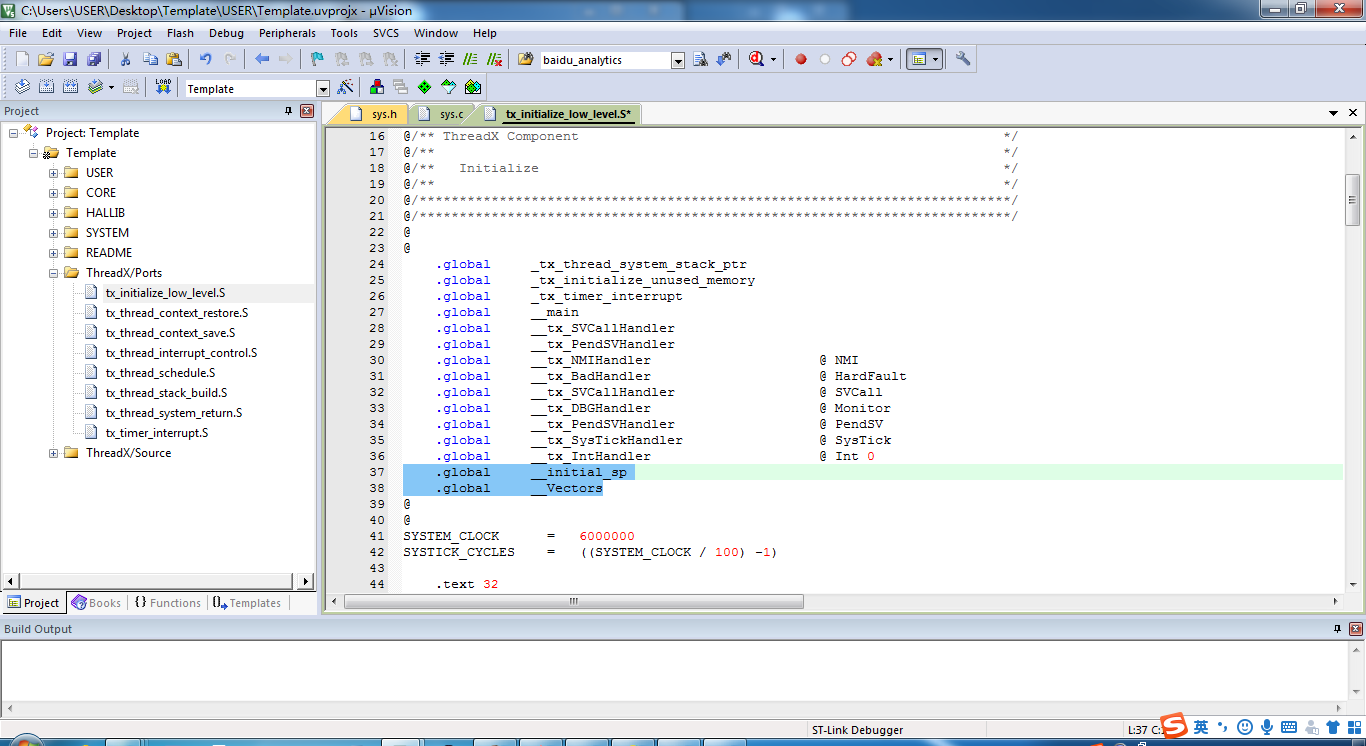 C:\Users\USER\Desktop\Template\USER\Template.uvprojx - µVision
File Edit View Project Flash Debug Peripherals Tools SVCS Window Help
baidu_analytics
LOAD Template
Project
Project: Template
Template
USER
CORE
HALLIB
SYSTEM
README
ThreadX/Ports
tx_initialize_low_level.S
tx_thread_context_restore.S
tx_thread_context_save.S
tx_thread_interrupt_control.S
tx_thread_schedule.S
tx_thread_stack_build.S
tx_thread_system_return.S
tx_timer_interrupt.S
ThreadX/Source
Project Books {} Functions Templates
sys.h sys.c tx_initialize_low_level.S*
16 @/** ThreadX Component */
17 @/** */
18 @/** Initialize */
19 @/** */
20 @/**************************************************************************/
21 @/**************************************************************************/
22 @
23 @
24 .global _tx_thread_system_stack_ptr
25 .global _tx_initialize_unused_memory
26 .global _tx_timer_interrupt
27 .global __main
28 .global __tx_SVCallHandler
29 .global __tx_PendSVHandler
30 .global __tx_NMIHandler @ NMI
31 .global __tx_BadHandler @ HardFault
32 .global __tx_SVCallHandler @ SVCall
33 .global __tx_DBGHandler @ Monitor
34 .global __tx_PendSVHandler @ PendSV
35 .global __tx_SysTickHandler @ SysTick
36 .global __tx_IntHandler @ Int 0
37 .global __initial_sp
38 .global __Vectors
39 @
40 @
41 SYSTEM_CLOCK = 6000000
42 SYSTICK_CYCLES = ((SYSTEM_CLOCK / 100) -1)
43
44 .text 32
Build Output
ST-Link Debugger
L:37 C:
英